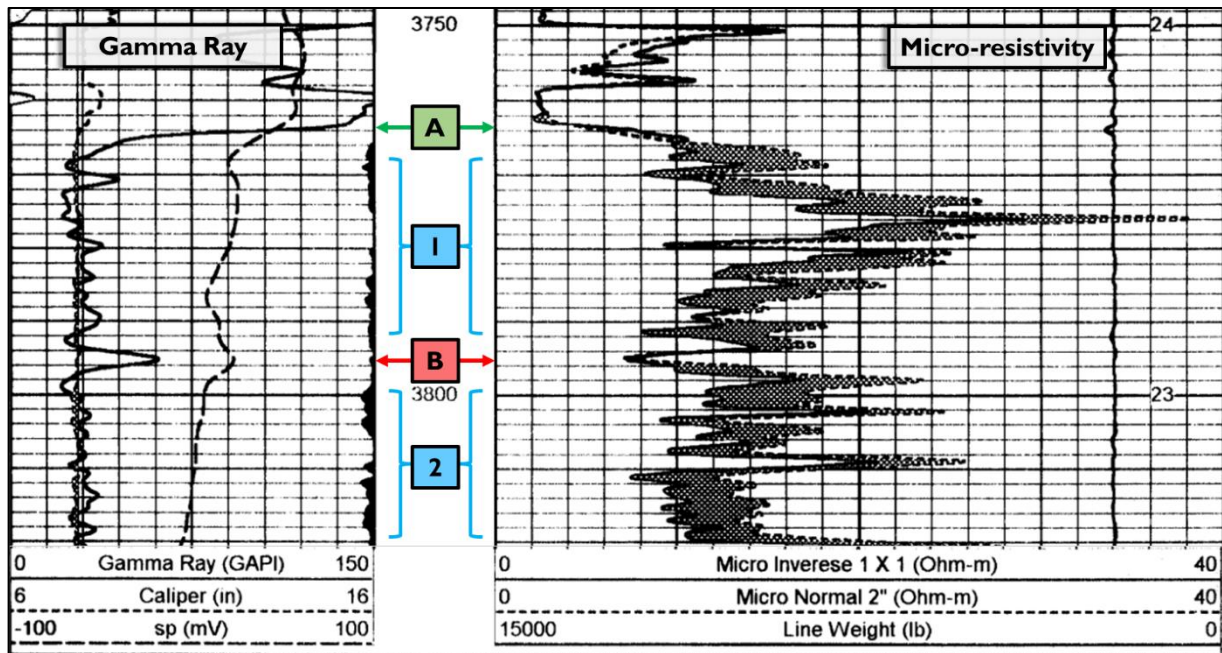 Gamma Ray
3750
Micro-resistivity
24
A
1
B
3800
23
2
0 Gamma Ray (GAPI) 150
6 Caliper (in) 16
-100 sp (mV) 100
0 Micro Inverese 1 X 1 (Ohm-m) 40
0 Micro Normal 2" (Ohm-m) 40
15000 Line Weight (lb) 0